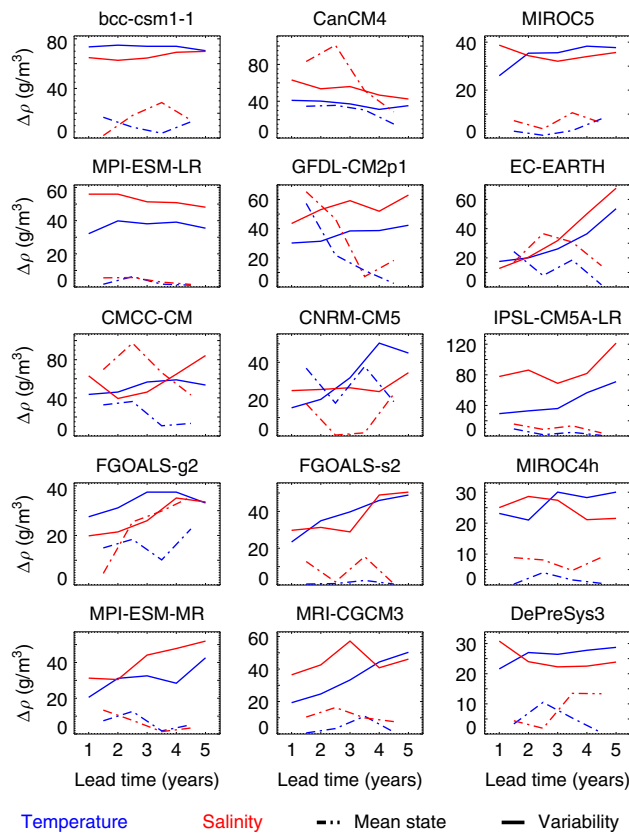 bcc-csm1-1 CanCM4 MIROC5
80 40
80 60 30
40 40 20
20 10
0 0 0
Δρ (g/m³)
MPI-ESM-LR GFDL-CM2p1 EC-EARTH
60 60 60
40 40 40
20 20 20
0 0 0
Δρ (g/m³)
CMCC-CM CNRM-CM5 IPSL-CM5A-LR
80 40 120
40 20 80
40
0 0 0
Δρ (g/m³)
FGOALS-g2 FGOALS-s2 MIROC4h
40 40 30
20 20 20
10
0 0 0
Δρ (g/m³)
MPI-ESM-MR MRI-CGCM3 DePreSys3
40 60 30
20 40 20
20 10
0 0 0
Δρ (g/m³)
1 2 3 4 5 1 2 3 4 5 1 2 3 4 5
Lead time (years) Lead time (years) Lead time (years)
Temperature Salinity Mean state Variability